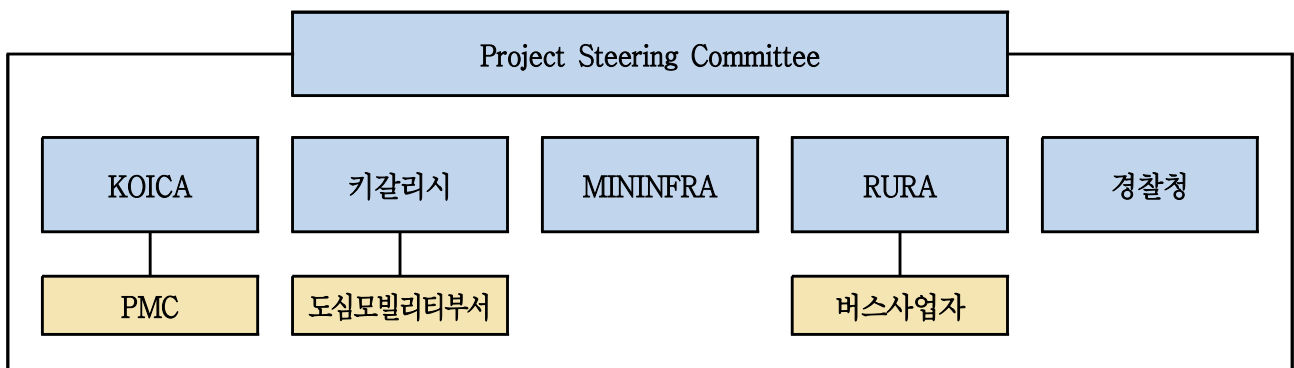 Project Steering Committee
KOICA
키갈리시
MININFRA
RURA
경찰청
PMC
도심모빌리티부서
버스사업자